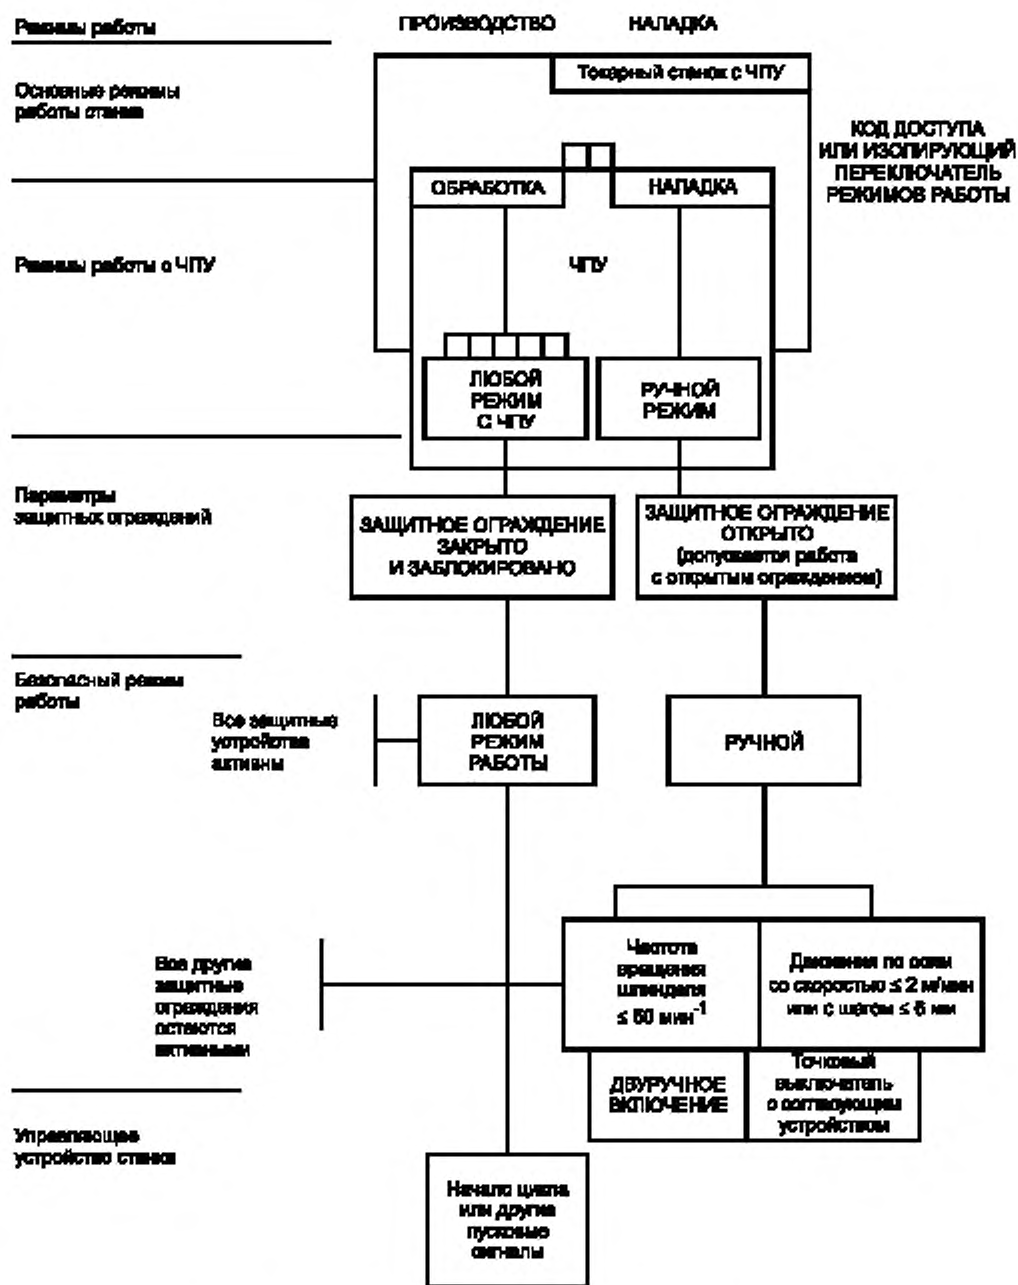 Режимы работы
ПРОИЗВОДСТВО НАЛАДКА
Токарный станок с ЧПУ
Основные режимы
работы станка
КОД ДОСТУПА
ИЛИ ИЗОЛИРУЮЩИЙ
ПЕРЕКЛЮЧАТЕЛЬ
РЕЖИМОВ РАБОТЫ
ОБРАБОТКА
НАЛАДКА
Режимы работы с ЧПУ
ЧПУ
ЛЮБОЙ
РЕЖИМ
С ЧПУ
РУЧНОЙ
РЕЖИМ
Параметры
защитных ограждений
ЗАЩИТНОЕ ОГРАЖДЕНИЕ
ЗАКРЫТО
И ЗАБЛОКИРОВАНО
ЗАЩИТНОЕ ОГРАЖДЕНИЕ
ОТКРЫТО
(допускается работа
с открытым ограждением)
Безопасный режим
работы
Все защитные
устройства
активны
ЛЮБОЙ
РЕЖИМ
РАБОТЫ
РУЧНОЙ
Все другие
защитные
ограждения
остаются
активными
Частота
вращения
шпинделя
≤ 50 мин⁻¹
Движения по осям
со скоростью ≤ 2 м/мин
или с шагом ≤ 6 мм
ДВУРУЧНОЕ
ВКЛЮЧЕНИЕ
Точковый
выключатель
с
устройством
Управляющее
устройство станка
Начало цикла
или другие
пусковые
сигналы